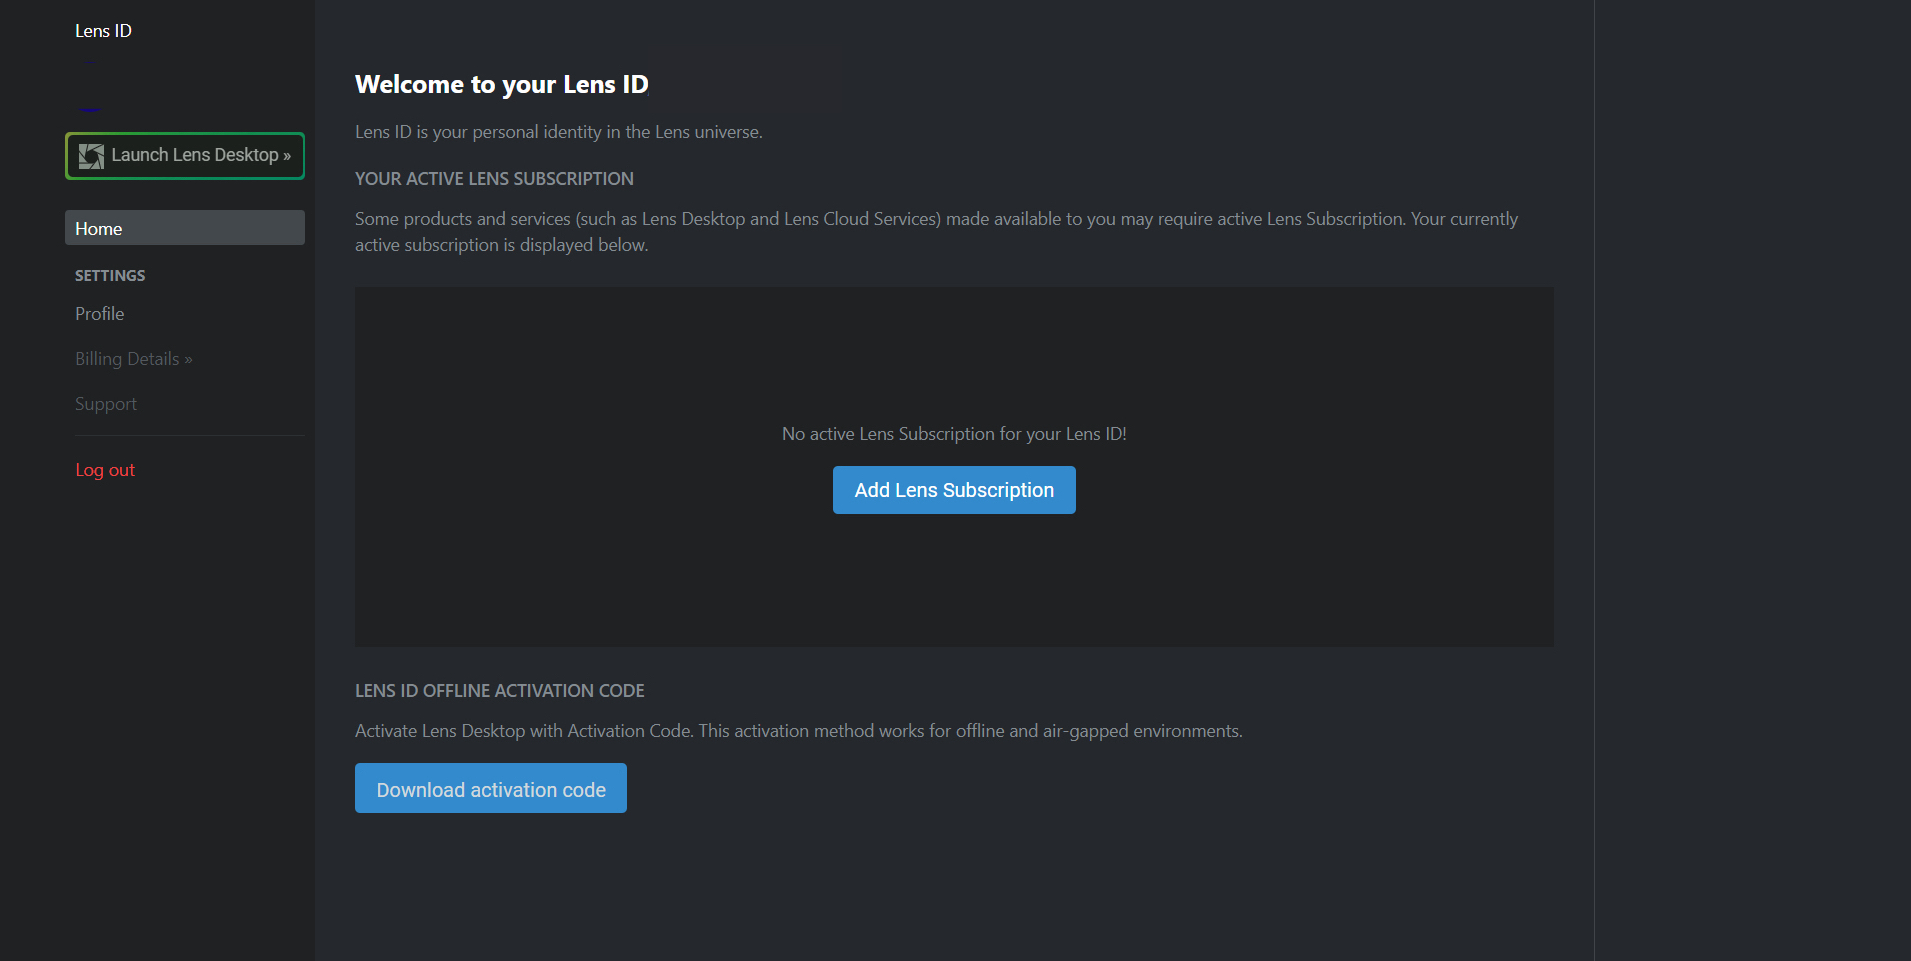 Lens ID
Launch Lens Desktop »
Home
SETTINGS
Profile
Billing Details »
Support
Log out
Welcome to your Lens ID
Lens ID is your personal identity in the Lens universe.
YOUR ACTIVE LENS SUBSCRIPTION
Some products and services (such as Lens Desktop and Lens Cloud Services) made available to you may require active Lens Subscription. Your currently
active subscription is displayed below.
No active Lens Subscription for your Lens ID!
Add Lens Subscription
LENS ID OFFLINE ACTIVATION CODE
Activate Lens Desktop with Activation Code. This activation method works for offline and air-gapped environments.
Download activation code